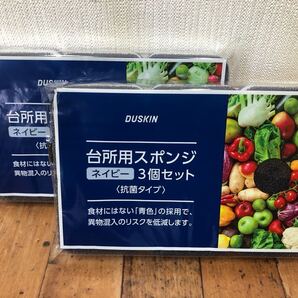 DUSKIN
台所用ス
ネイビー
〈抗
食材にはない
異物混入の
DUSKIN
台所用スポンジ
ネイビー 3個セット
〈抗菌タイプ〉
食材にはない「青色」の採用で、
異物混入のリスクを低減します。